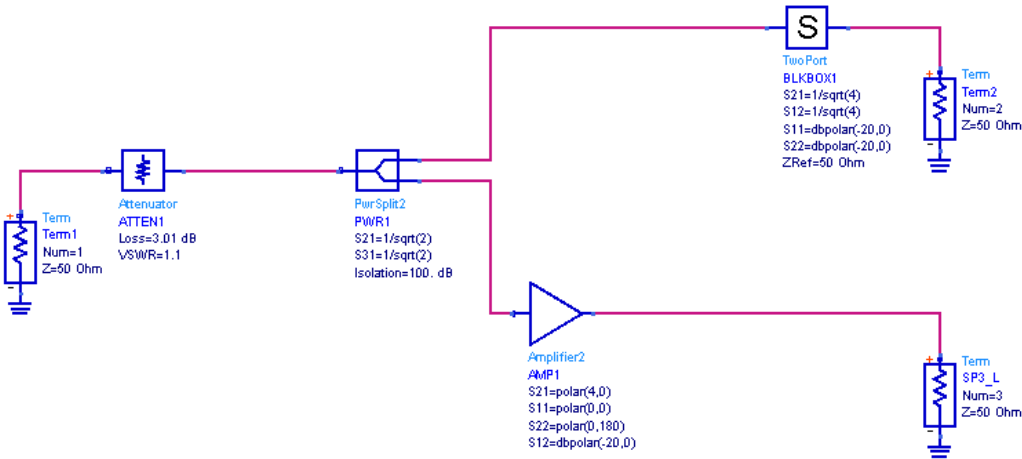 S
TwoPort
BLKBOX1
S21=1/sqrt(4)
S12=1/sqrt(4)
S11=dbpolar(-20,0)
S22=dbpolar(-20,0)
ZRef=50 Ohm
+
Term
Term2
Num=2
Z=50 Ohm
-
Attenuator
ATTEN1
Loss=3.01 dB
VSWR=1.1
PwrSplit2
PWR1
S21=1/sqrt(2)
S31=1/sqrt(2)
Isolation=100. dB
+
Term
Term1
Num=1
Z=50 Ohm
-
Amplifier2
AMP1
S21=polar(4,0)
S11=polar(0,0)
S22=polar(0,180)
S12=dbpolar(-20,0)
+
Term
SP3_L
Num=3
Z=50 Ohm
-